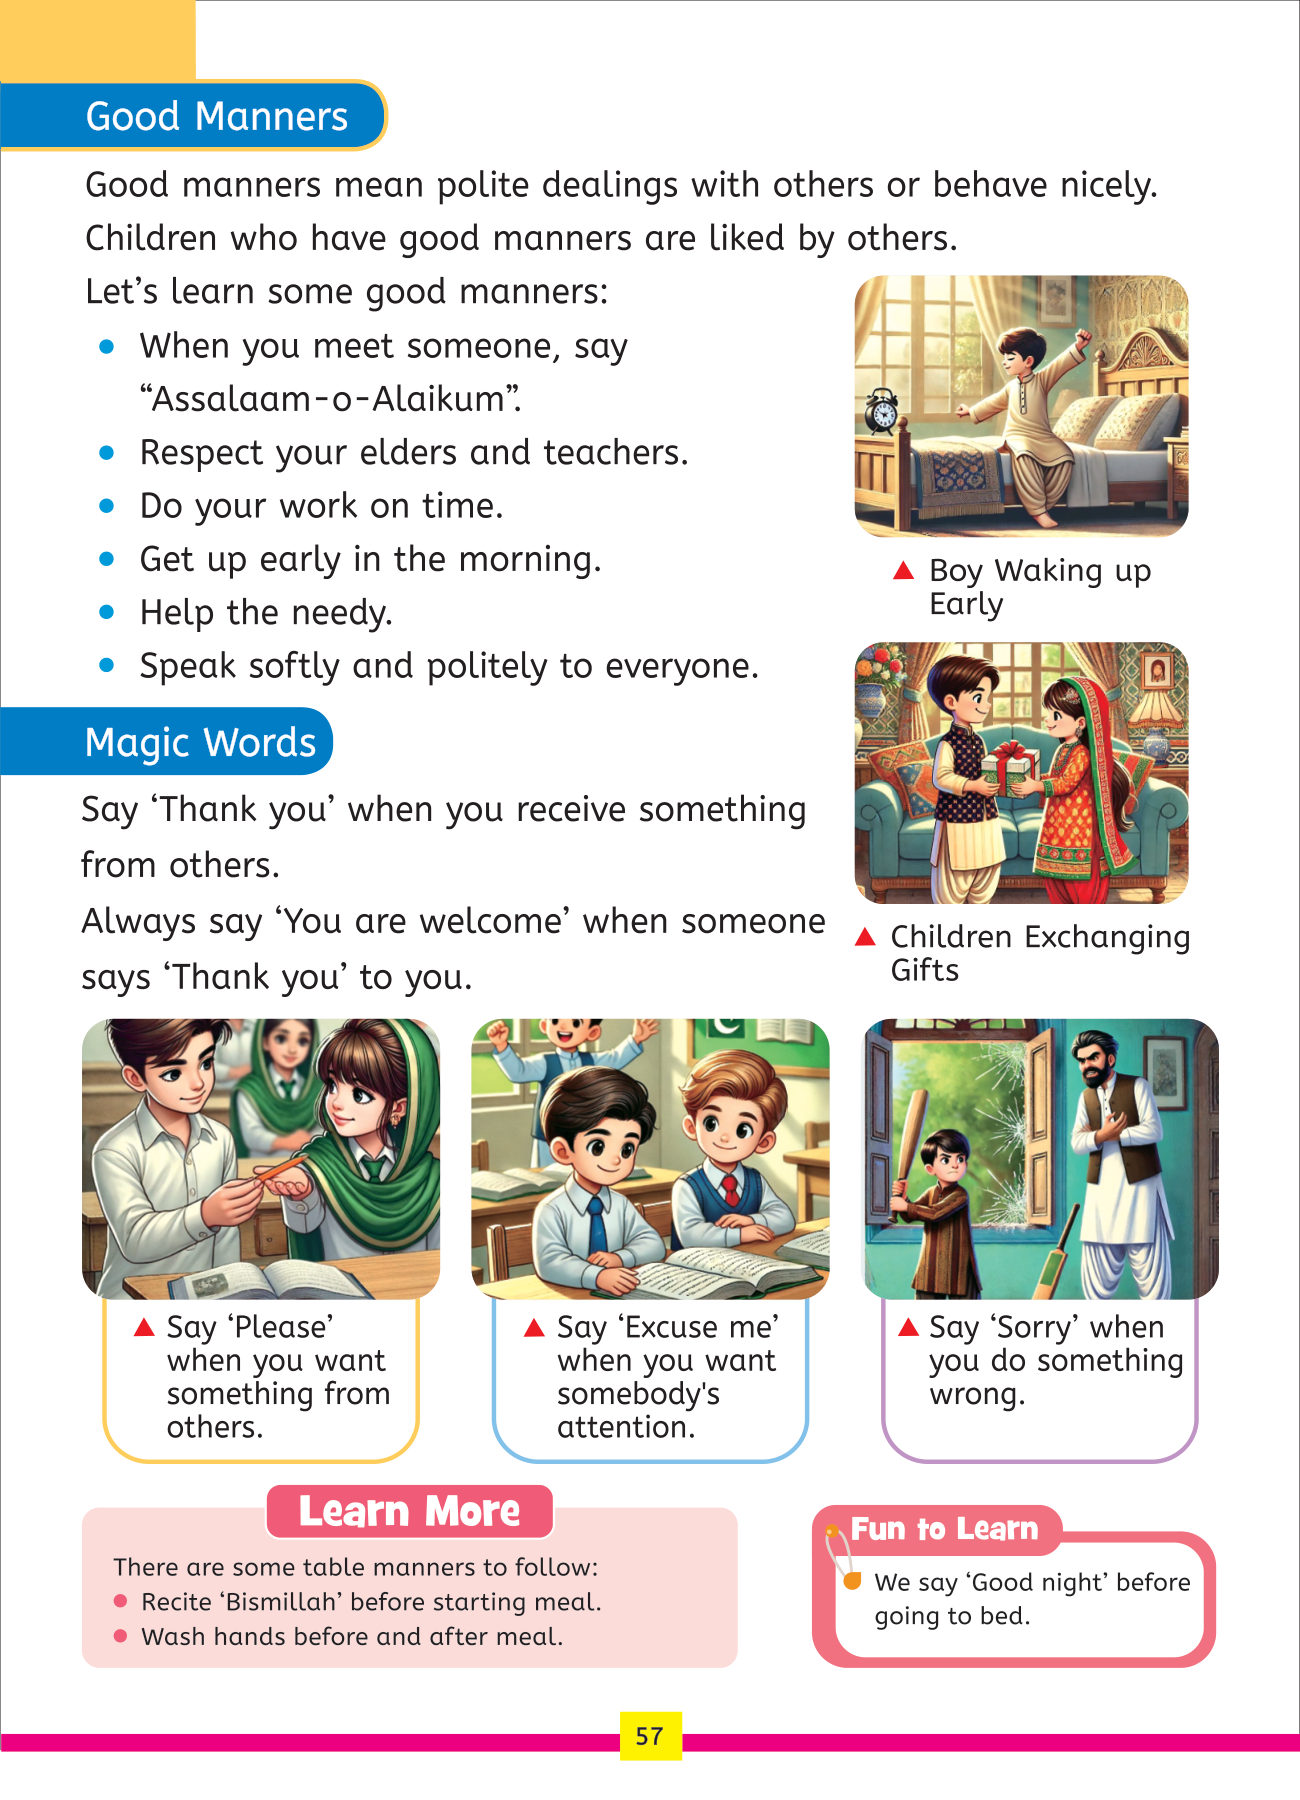 Good Manners
Good manners mean polite dealings with others or behave nicely.
Children who have good manners are liked by others.
Let’s learn some good manners:
● When you meet someone, say
“Assalaam-o-Alaikum”.
● Respect your elders and teachers.
● Do your work on time.
● Get up early in the morning.
● Help the needy.
● Speak softly and politely to everyone.
▲ Boy Waking up
Early
Magic Words
Say ‘Thank you’ when you receive something
from others.
Always say ‘You are welcome’ when someone
says ‘Thank you’ to you.
▲ Children Exchanging
Gifts
▲ Say ‘Please’
when you want
something from
others.
▲ Say ‘Excuse me’
when you want
somebody's
attention.
▲ Say ‘Sorry’ when
you do something
wrong.
Learn More
There are some table manners to follow:
● Recite ‘Bismillah’ before starting meal.
● Wash hands before and after meal.
Fun to Learn
We say ‘Good night’ before
going to bed.
57